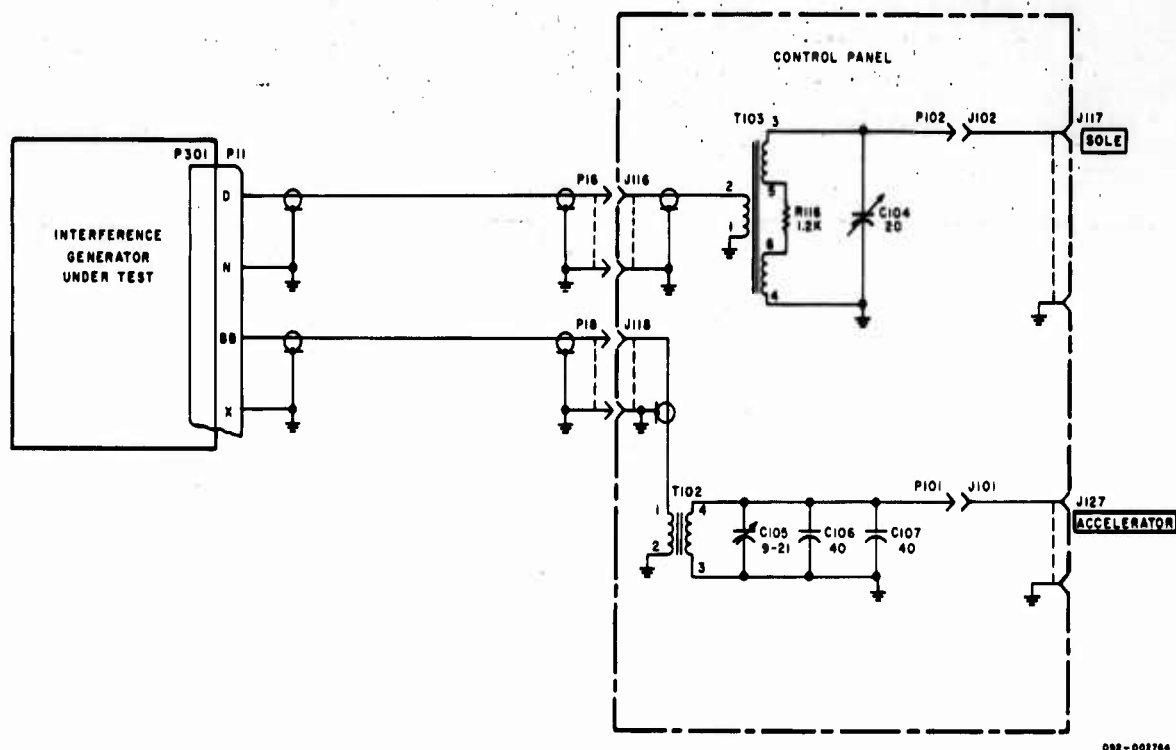 CONTROL PANEL
INTERFERENCE
GENERATOR
UNDER TEST
P301 P11
D
N
BB
X
P16 J116
P18 J118
T103
2
1
3
5
6
4
R118
1.2K
C104
20
P102 J102
J117
SOLE
T102
1
2
4
3
C105
9-21
C106
40
C107
40
P101 J101
J127
ACCELERATOR